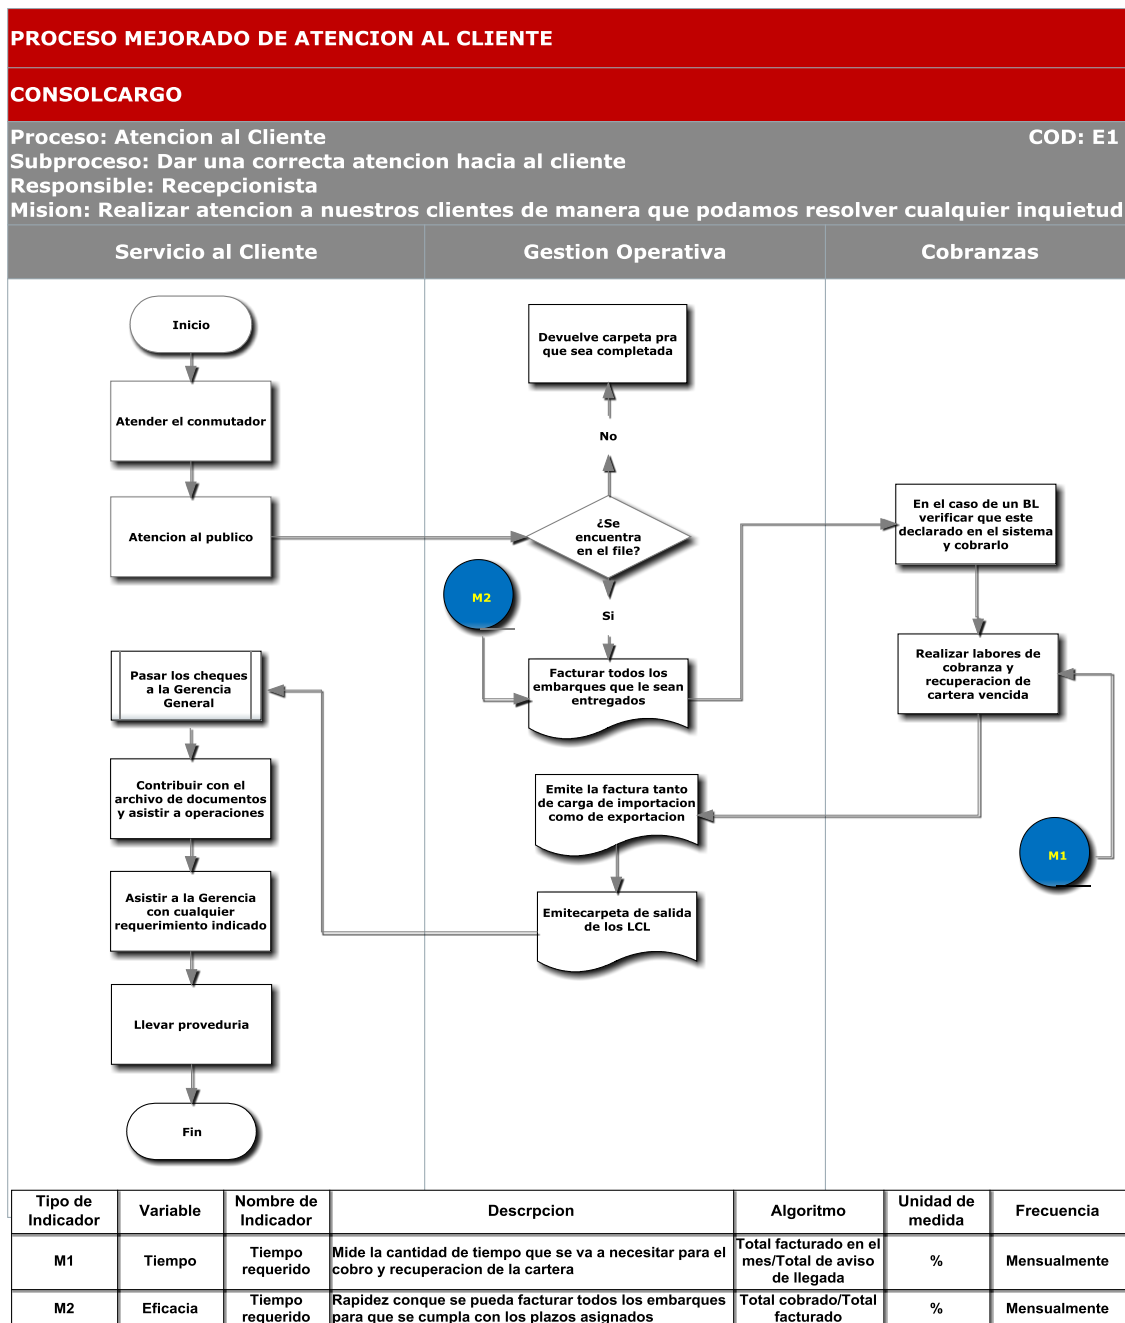 PROCESO MEJORADO DE ATENCION AL CLIENTE
CONSOLCARGO
Proceso: Atencion al Cliente COD: E1
Subproceso: Dar una correcta atencion hacia al cliente
Responsible: Recepcionista
Mision: Realizar atencion a nuestros clientes de manera que podamos resolver cualquier inquietud
Servicio al Cliente
Gestion Operativa
Cobranzas
Inicio
Atender el conmutador
Atencion al publico
Pasar los cheques
a la Gerencia
General
Contribuir con el
archivo de documentos
y asistir a operaciones
Asistir a la Gerencia
con cualquier
requerimiento indicado
Llevar proveduria
Fin
Devuelve carpeta pra
que sea completada
No
¿Se
encuentra
en el file?
M2
Si
Facturar todos los
embarques que le sean
entregados
Emite la factura tanto
de carga de importacion
como de exportacion
Emitecarpeta de salida
de los LCL
En el caso de un BL
verificar que este
declarado en el sistema
y cobrarlo
Realizar labores de
cobranza y
recuperacion de
cartera vencida
M1
Tipo de
Indicador
Variable
Nombre de
Indicador
Descrpcion
Algoritmo
Unidad de
medida
Frecuencia
M1
Tiempo
Tiempo
requerido
Mide la cantidad de tiempo que se va a necesitar para el
cobro y recuperacion de la cartera
Total facturado en el
mes/Total de aviso
de llegada
%
Mensualmente
M2
Eficacia
Tiempo
requerido
Rapidez conque se pueda facturar todos los embarques
para que se cumpla con los plazos asignados
Total cobrado/Total
facturado
%
Mensualmente